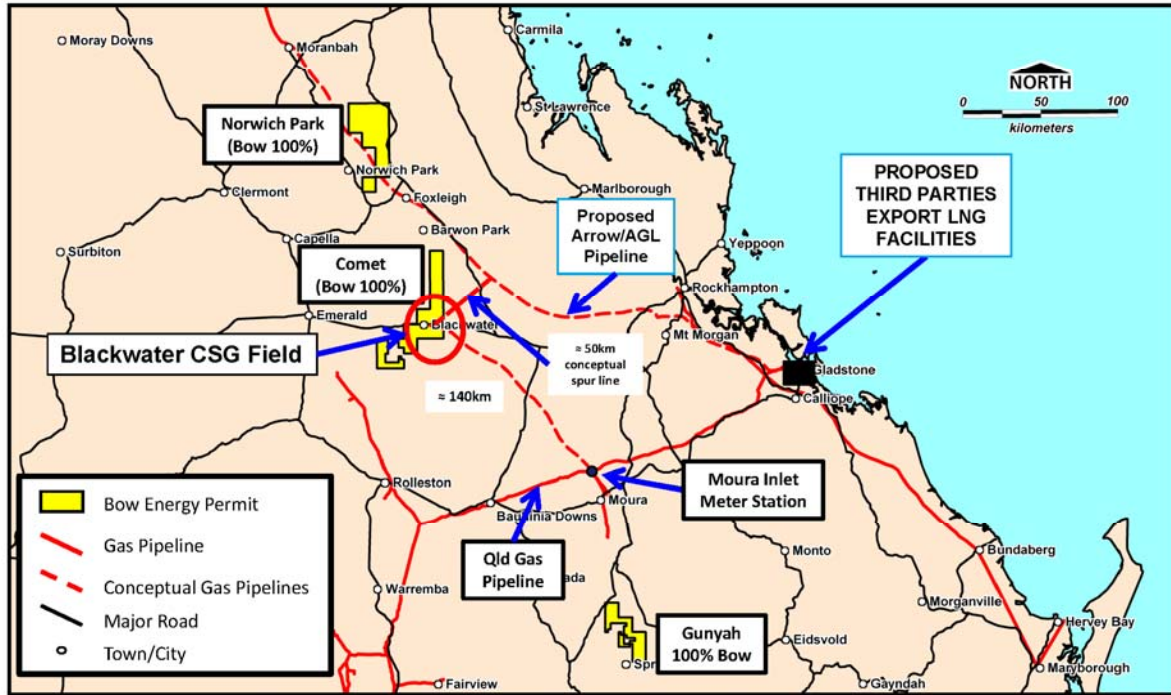 Moray Downs
Moranbah
Carmila
NORTH
0 50 100
kilometers
Norwich Park
(Bow 100%)
St Lawrence
Norwich Park
Clermont
Foxleigh
Marlborough
PROPOSED
THIRD PARTIES
EXPORT LNG
FACILITIES
Proposed
Arrow/AGL
Pipeline
Surbiton
Capella
Barwon Park
Yeppoon
Comet
(Bow 100%)
Rockhampton
Emerald
Blackwater
Mt Morgan
Blackwater CSG Field
≈ 50km
conceptual
spur line
≈ 140km
Gladstone
Calliope
Moura Inlet
Meter Station
Rolleston
Bauhinia Downs
Moura
Bow Energy Permit
Gas Pipeline
Conceptual Gas Pipelines
Major Road
Town/City
Qld Gas
Pipeline
Monto
Bundaberg
Warremba
Morganville
Hervey Bay
Gunyah
100% Bow
Eidsvold
Maryborough
Fairview
Gayndah